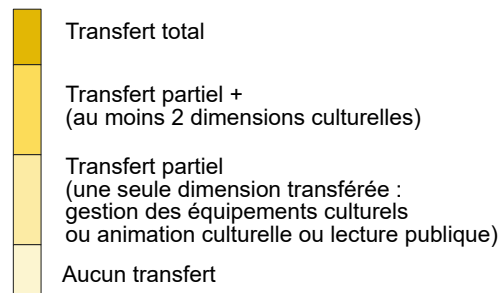 Transfert total
Transfert partiel +
(au moins 2 dimensions culturelles)
Transfert partiel
(une seule dimension transférée :
gestion des équipements culturels
ou animation culturelle ou lecture publique)
Aucun transfert